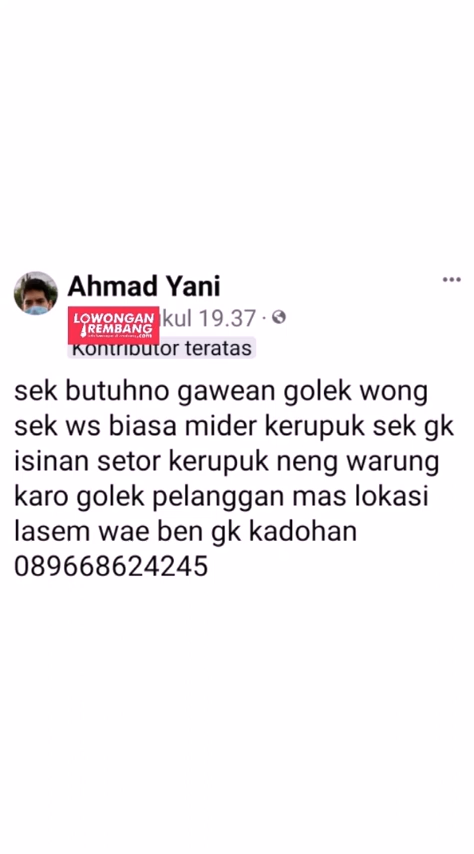 Ahmad Yani
LOWONGAN
REMBANG
.com
kul 19.37 ·
Kontributor teratas
sek butuhno gawean golek wong
sek ws biasa mider kerupuk sek gk
isinan setor kerupuk neng warung
karo golek pelanggan mas lokasi
lasem wae ben gk kadohan
089668624245